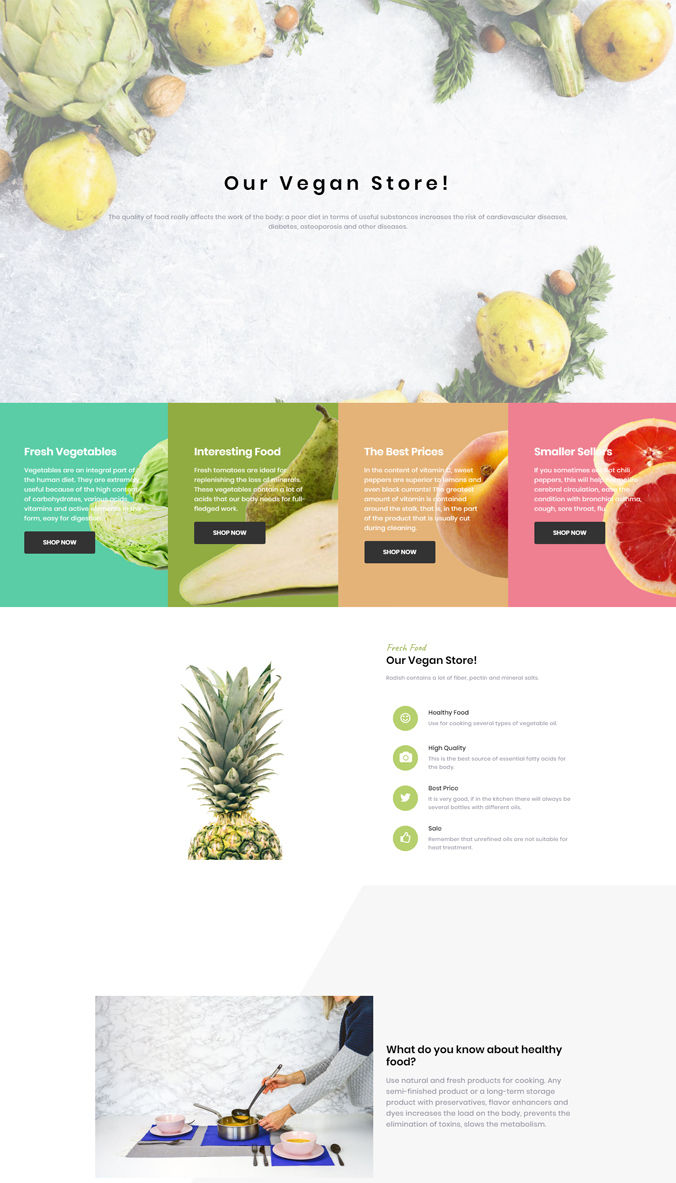 Our Vegan Store!
The quality of food really affects the work of the body: a poor diet in terms of useful substances increases the risk of cardiovascular diseases,
diabetes, osteoporosis and other diseases.
Fresh Vegetables
Vegetables are an integral part of
the human diet. They are extremely
useful because of the high content
of carbohydrates, various acids,
vitamins and active elements in the
form, easy for digestion.
SHOP NOW
Interesting Food
Fresh tomatoes are ideal for
replenishing the loss of minerals.
These vegetables contain a lot of
acids that our body needs for full-
fledged work.
SHOP NOW
The Best Prices
In the content of vitamin C, sweet
peppers are superior to lemons and
even black currants! The greatest
amount of vitamin is contained
around the stalk, that is, in the part
of the product that is usually cut
during cleaning.
SHOP NOW
Smaller Sellers
If you sometimes eat hot chili
peppers, this will help
cerebral circulation, ease the
condition with bronchial asthma,
cough, sore throat, flu.
SHOP NOW
Fresh Food
Our Vegan Store!
Radish contains a lot of fiber, pectin and mineral salts.
Healthy Food
Use for cooking several types of vegetable oil.
High Quality
This is the best source of essential fatty acids for
the body.
Best Price
It is very good, if in the kitchen there will always be
several bottles with different oils.
Sale
Remember that unrefined oils are not suitable for
heat treatment.
What do you know about healthy
food?
Use natural and fresh products for cooking. Any
semi-finished product or a long-term storage
product with preservatives, flavor enhancers and
dyes increases the load on the body, prevents the
elimination of toxins, slows the metabolism.